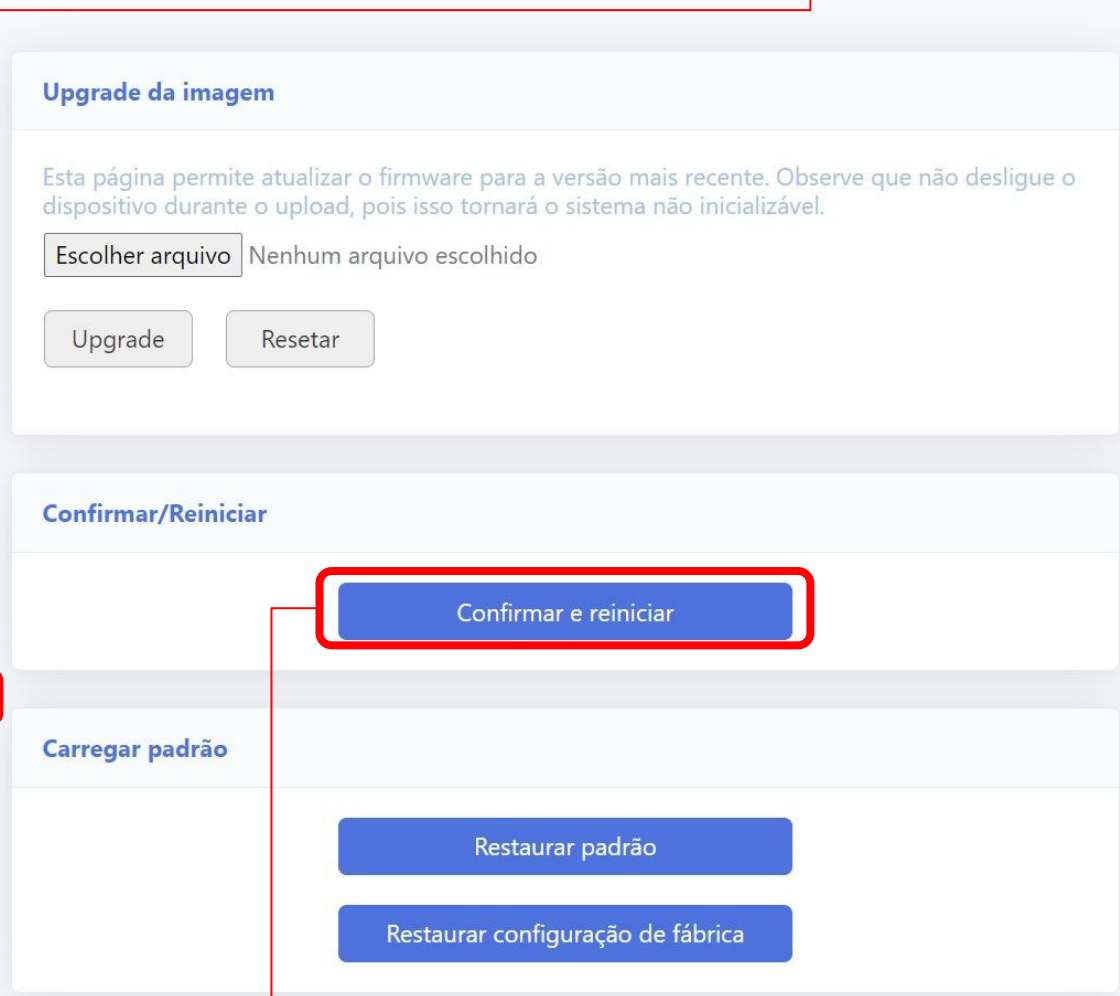 Upgrade da imagem
Esta página permite atualizar o firmware para a versão mais recente. Observe que não desligue o
dispositivo durante o upload, pois isso tornará o sistema não inicializável.
Escolher arquivo Nenhum arquivo escolhido
Upgrade Resetar
Confirmar/Reiniciar
Confirmar e reiniciar
Carregar padrão
Restaurar padrão
Restaurar configuração de fábrica